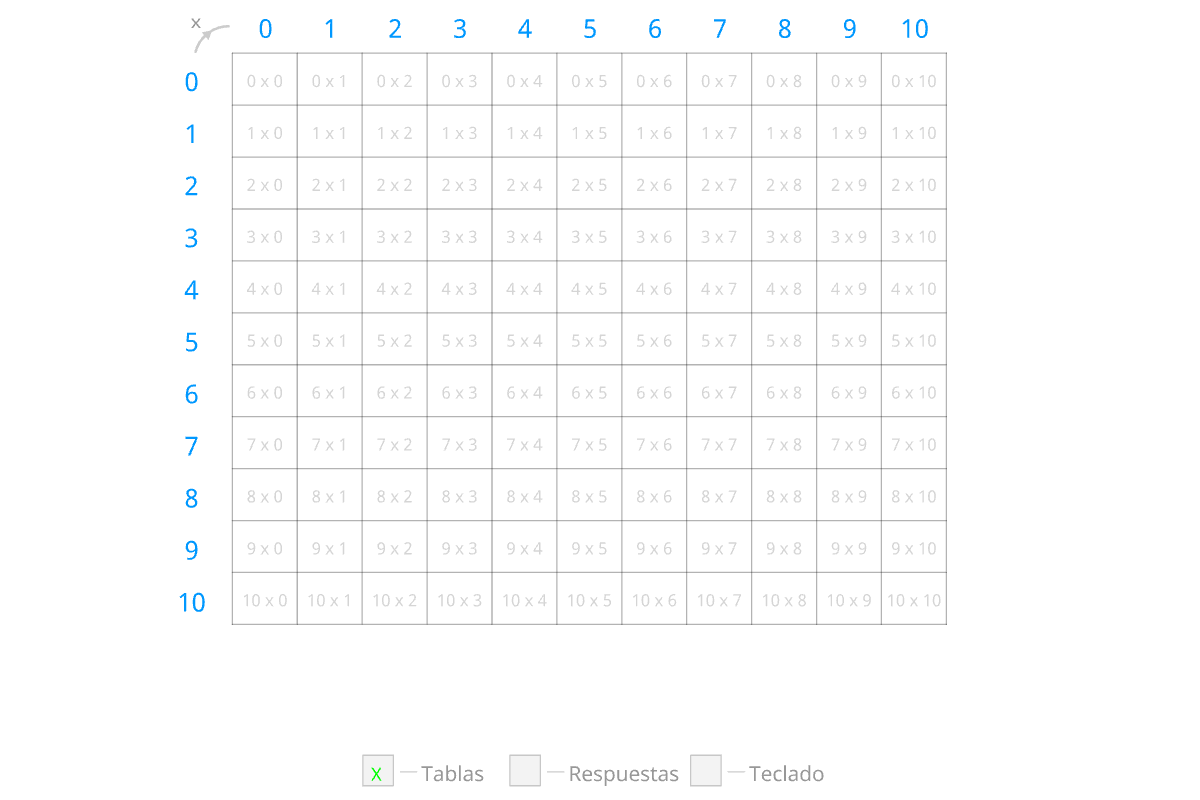 x 0 1 2 3 4 5 6 7 8 9 10
0 0 x 0 0 x 1 0 x 2 0 x 3 0 x 4 0 x 5 0 x 6 0 x 7 0 x 8 0 x 9 0 x 10
1 1 x 0 1 x 1 1 x 2 1 x 3 1 x 4 1 x 5 1 x 6 1 x 7 1 x 8 1 x 9 1 x 10
2 2 x 0 2 x 1 2 x 2 2 x 3 2 x 4 2 x 5 2 x 6 2 x 7 2 x 8 2 x 9 2 x 10
3 3 x 0 3 x 1 3 x 2 3 x 3 3 x 4 3 x 5 3 x 6 3 x 7 3 x 8 3 x 9 3 x 10
4 4 x 0 4 x 1 4 x 2 4 x 3 4 x 4 4 x 5 4 x 6 4 x 7 4 x 8 4 x 9 4 x 10
5 5 x 0 5 x 1 5 x 2 5 x 3 5 x 4 5 x 5 5 x 6 5 x 7 5 x 8 5 x 9 5 x 10
6 6 x 0 6 x 1 6 x 2 6 x 3 6 x 4 6 x 5 6 x 6 6 x 7 6 x 8 6 x 9 6 x 10
7 7 x 0 7 x 1 7 x 2 7 x 3 7 x 4 7 x 5 7 x 6 7 x 7 7 x 8 7 x 9 7 x 10
8 8 x 0 8 x 1 8 x 2 8 x 3 8 x 4 8 x 5 8 x 6 8 x 7 8 x 8 8 x 9 8 x 10
9 9 x 0 9 x 1 9 x 2 9 x 3 9 x 4 9 x 5 9 x 6 9 x 7 9 x 8 9 x 9 9 x 10
10 10 x 0 10 x 1 10 x 2 10 x 3 10 x 4 10 x 5 10 x 6 10 x 7 10 x 8 10 x 9 10 x 10
X Tablas Respuestas Teclado